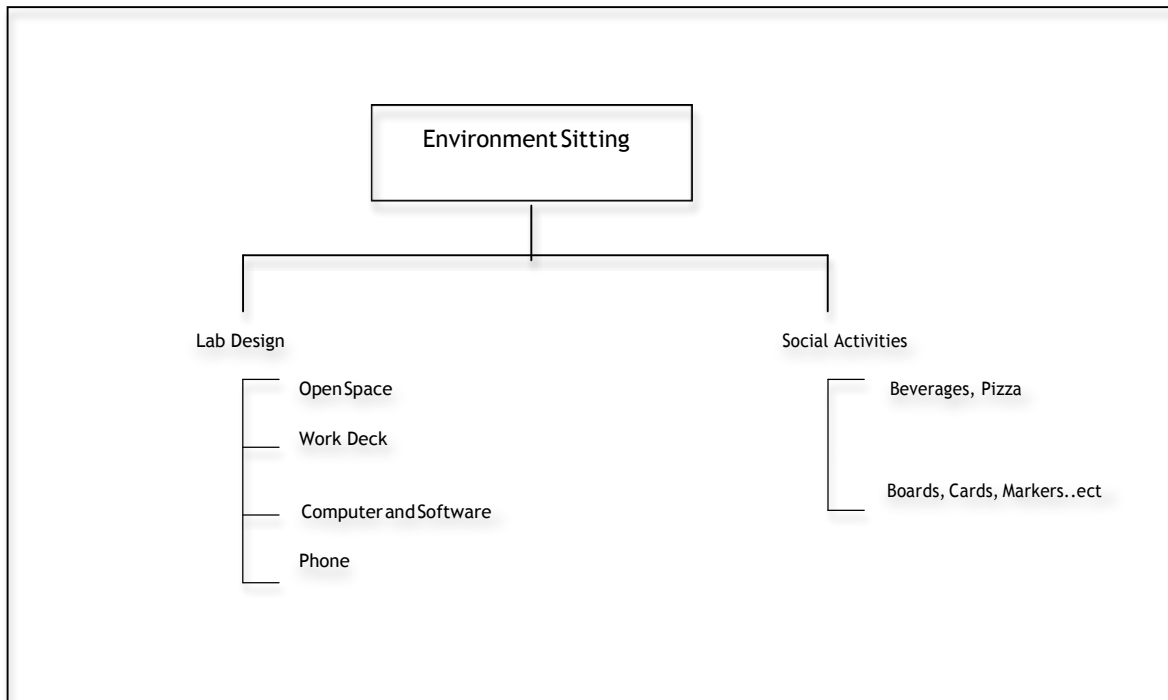 Environment Sitting
Lab Design
Open Space
Work Deck
Computer and Software
Phone
Social Activities
Beverages, Pizza
Boards, Cards, Markers..ect